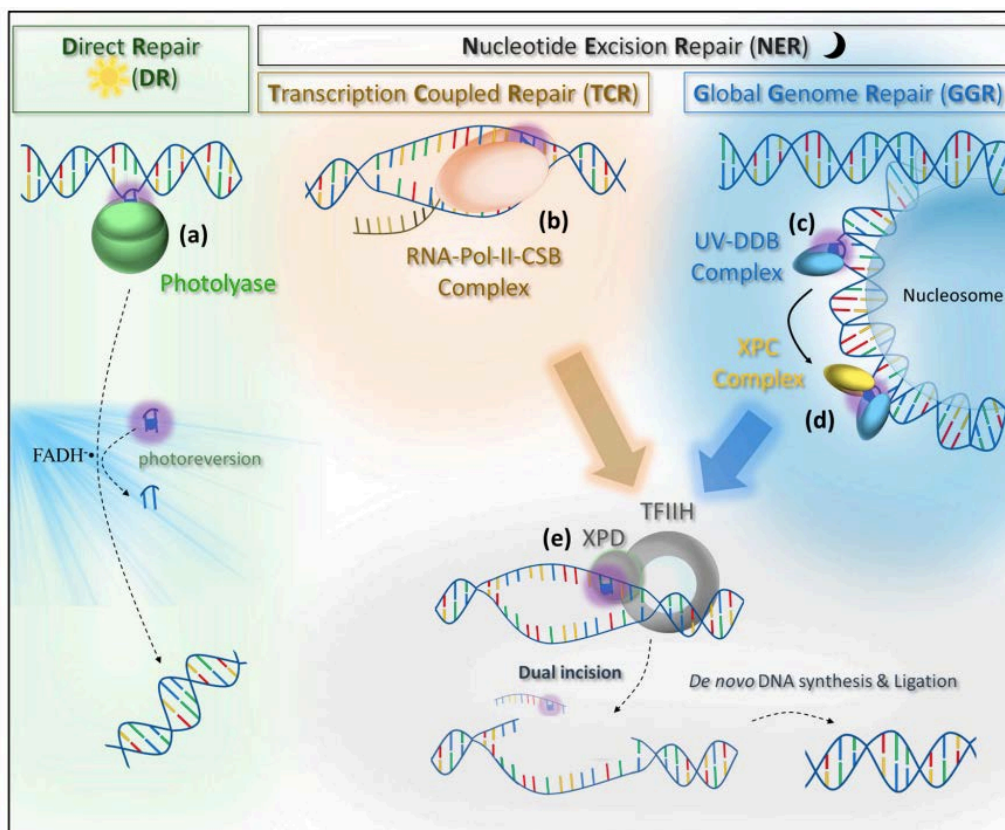 Direct Repair
(DR)
Nucleotide Excision Repair (NER)
Transcription Coupled Repair (TCR)
Global Genome Repair (GGR)
(a)
Photolyase
(b)
RNA-Pol-II-CSB
Complex
(c)
UV-DDB
Complex
Nucleosome
XPC
Complex
(d)
FADH⁻•
photoreversion
TFIIH
(e) XPD
Dual incision
De novo DNA synthesis & Ligation